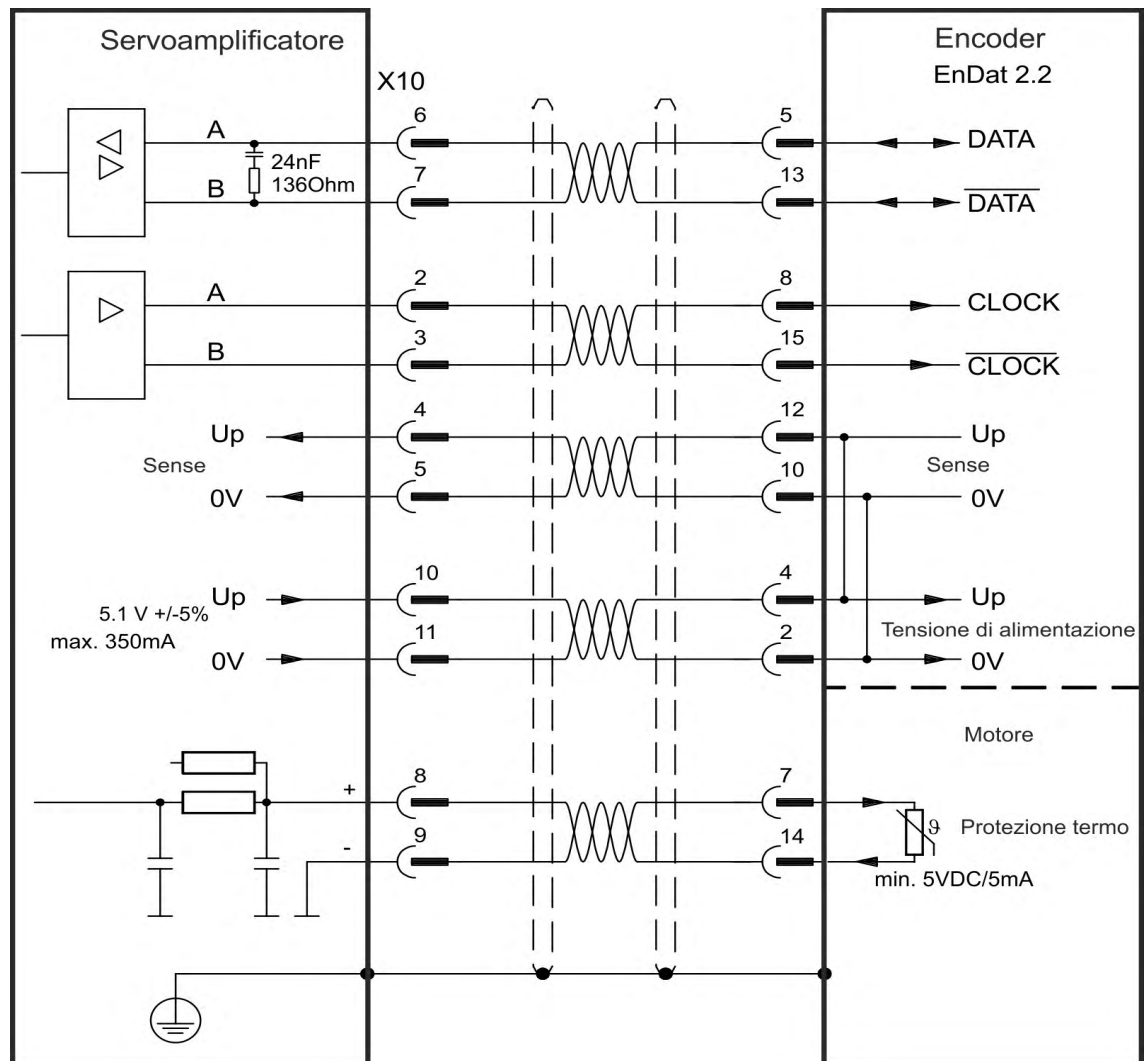 Servoamplificatore
Encoder
EnDat 2.2
X10
A
6
5
DATA
24nF
136Ohm
B
7
13
DATA
A
2
8
CLOCK
B
3
15
CLOCK
Up
4
12
Up
Sense
Sense
0V
5
10
0V
Up
10
4
Up
5.1 V +/-5%
max. 350mA
Tensione di alimentazione
0V
11
2
0V
Motore
+
8
7
ϑ
Protezione termo
-
9
14
min. 5VDC/5mA